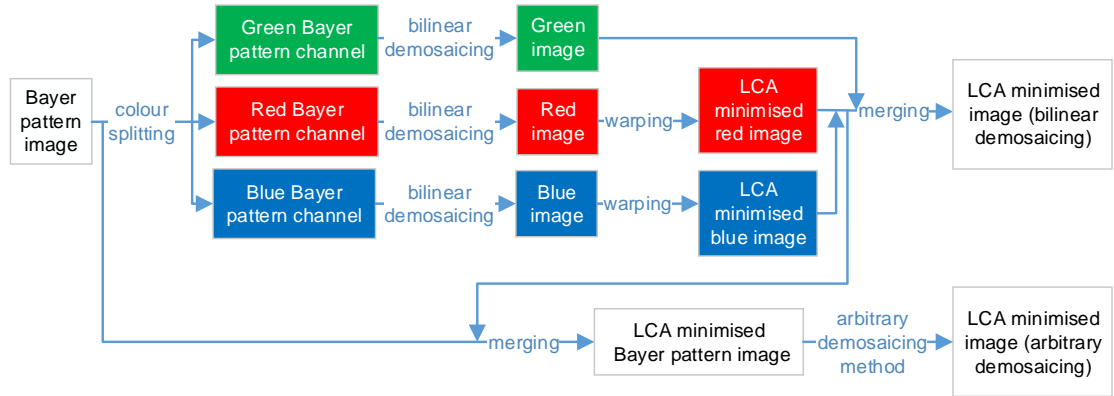 Bayer
pattern
image
colour
splitting
Green Bayer
pattern channel
bilinear
demosaicing
Green
image
Red Bayer
pattern channel
bilinear
demosaicing
Red
image
warping
LCA
minimised
red image
Blue Bayer
pattern channel
bilinear
demosaicing
Blue
image
warping
LCA
minimised
blue image
merging
LCA minimised
image (bilinear
demosaicing)
merging
LCA minimised
Bayer pattern image
arbitrary
demosaicing
method
LCA minimised
image (arbitrary
demosaicing)